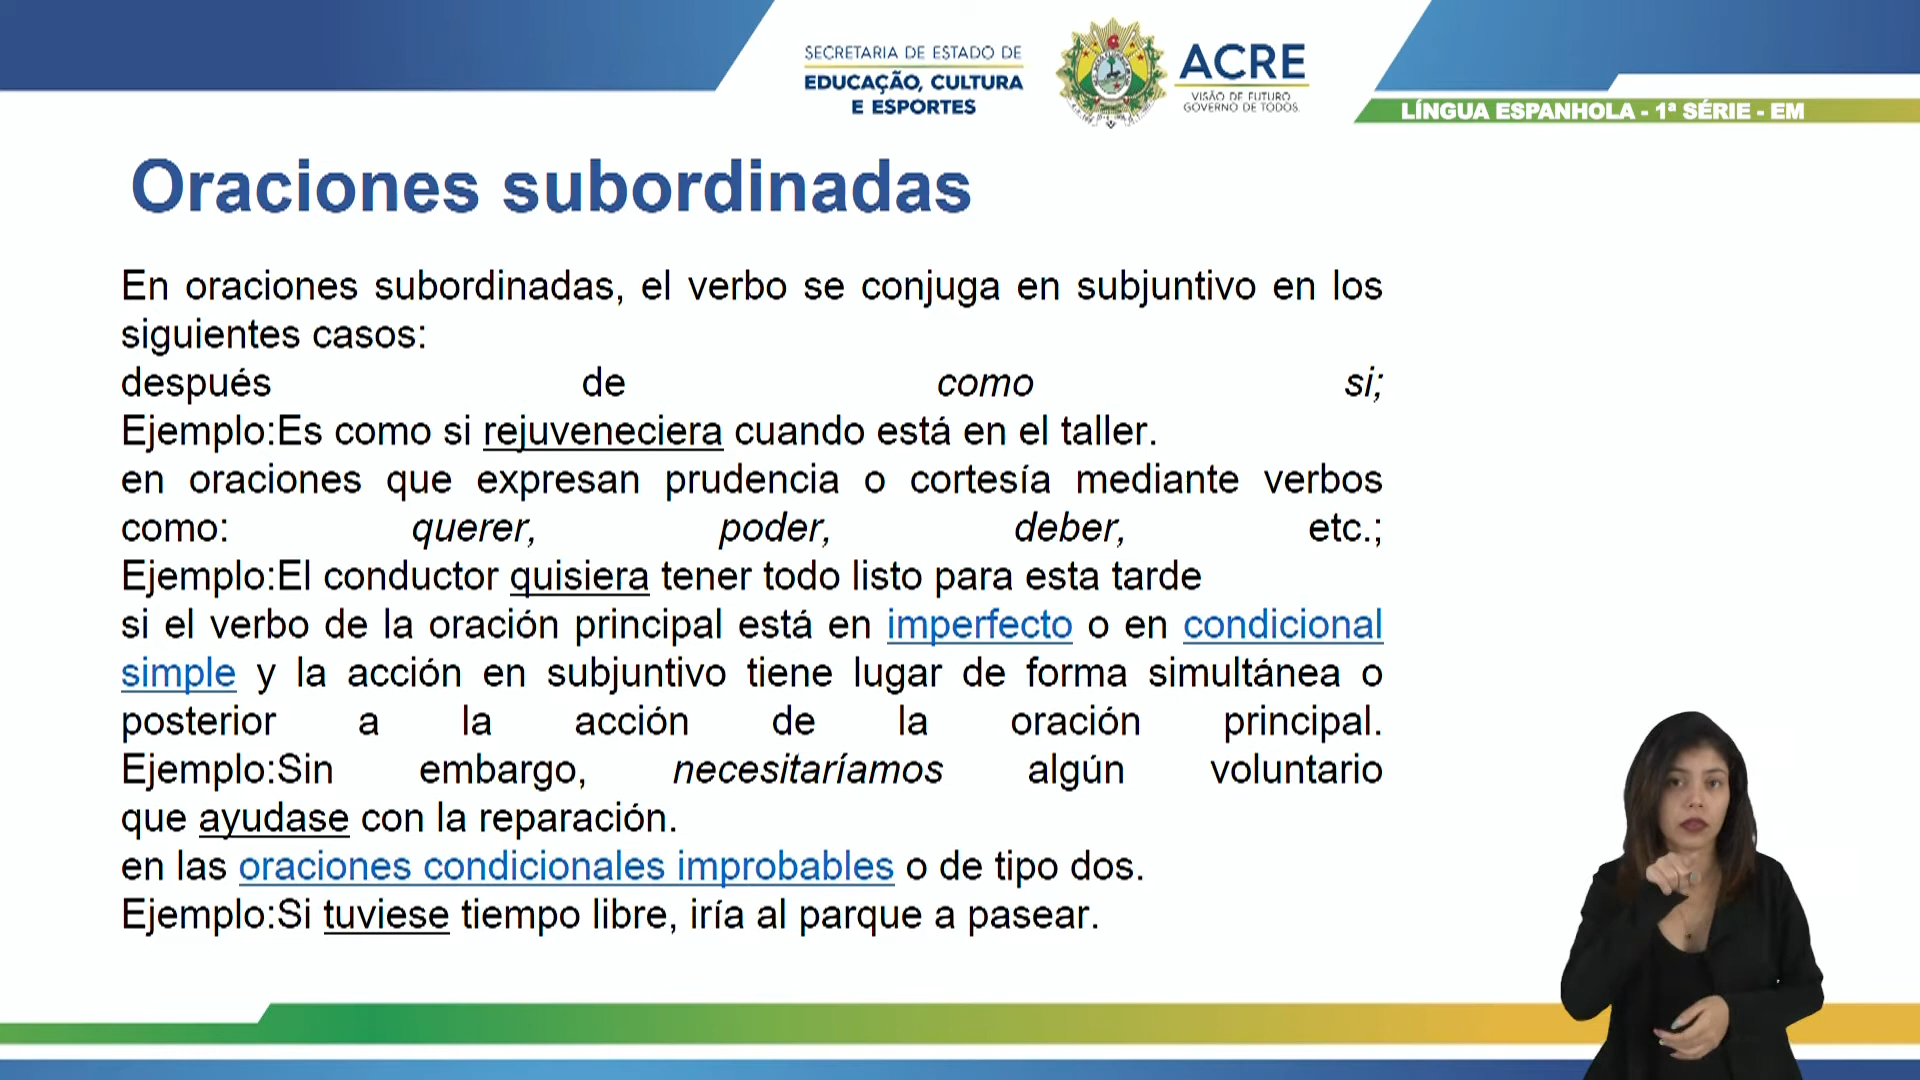 SECRETARIA DE ESTADO DE
EDUCAÇÃO, CULTURA
E ESPORTES
ACRE
VISÃO DE FUTURO
GOVERNO DE TODOS.
LÍNGUA ESPANHOLA - 1ª SÉRIE - EM
Oraciones subordinadas
En oraciones subordinadas, el verbo se conjuga en subjuntivo en los
siguientes casos:
después de como si;
Ejemplo:Es como si rejuveneciera cuando está en el taller.
en oraciones que expresan prudencia o cortesía mediante verbos
como: querer, poder, deber, etc.;
Ejemplo:El conductor quisiera tener todo listo para esta tarde
si el verbo de la oración principal está en imperfecto o en condicional
simple y la acción en subjuntivo tiene lugar de forma simultánea o
posterior a la acción de la oración principal.
Ejemplo:Sin embargo, necesitaríamos algún voluntario
que ayudase con la reparación.
en las oraciones condicionales improbables o de tipo dos.
Ejemplo:Si tuviese tiempo libre, iría al parque a pasear.